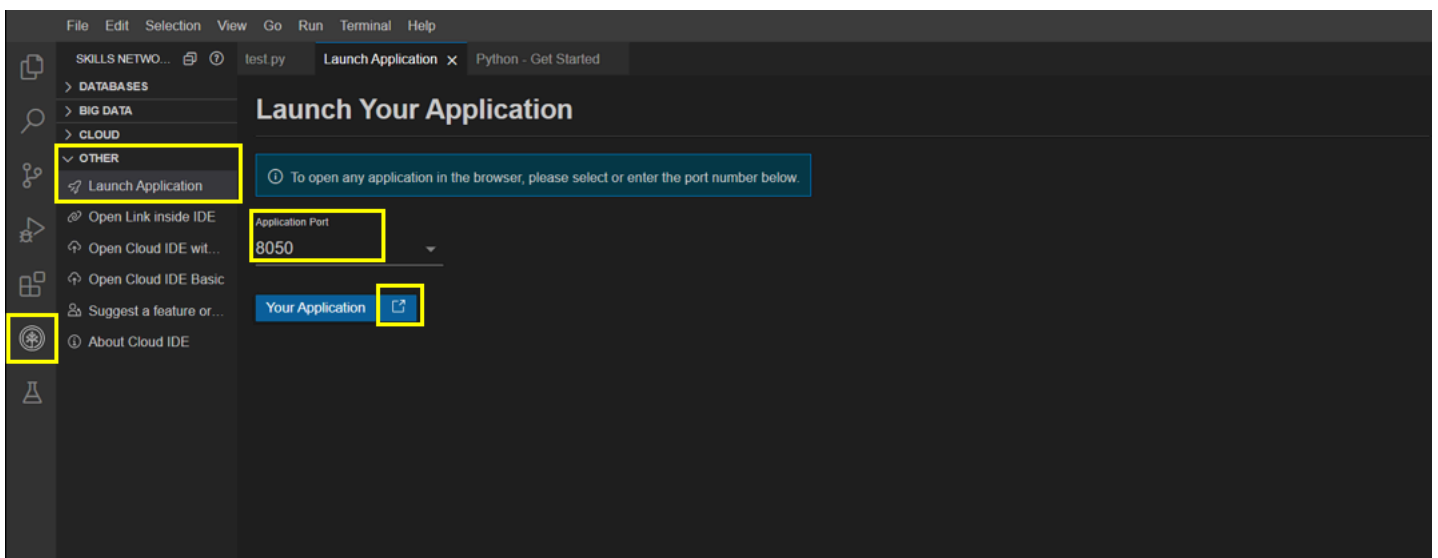 File Edit Selection View Go Run Terminal Help
SKILLS NETWO...
test.py Launch Application Python - Get Started
DATABASES
BIG DATA
CLOUD
OTHER
Launch Application
Open Link inside IDE
Open Cloud IDE wit...
Open Cloud IDE Basic
Suggest a feature or...
About Cloud IDE
Launch Your Application
To open any application in the browser, please select or enter the port number below.
Application Port
8050
Your Application